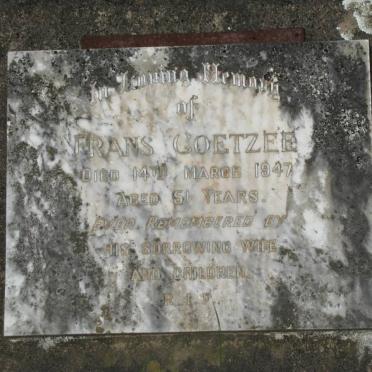 In Loving Memory
of
FRANS COETZEE
DIED 14TH MARCH 1947
AGED 51 YEARS.
EVER REMEMBERED BY
HIS SORROWING WIFE
AND CHILDREN.
R.I.P.